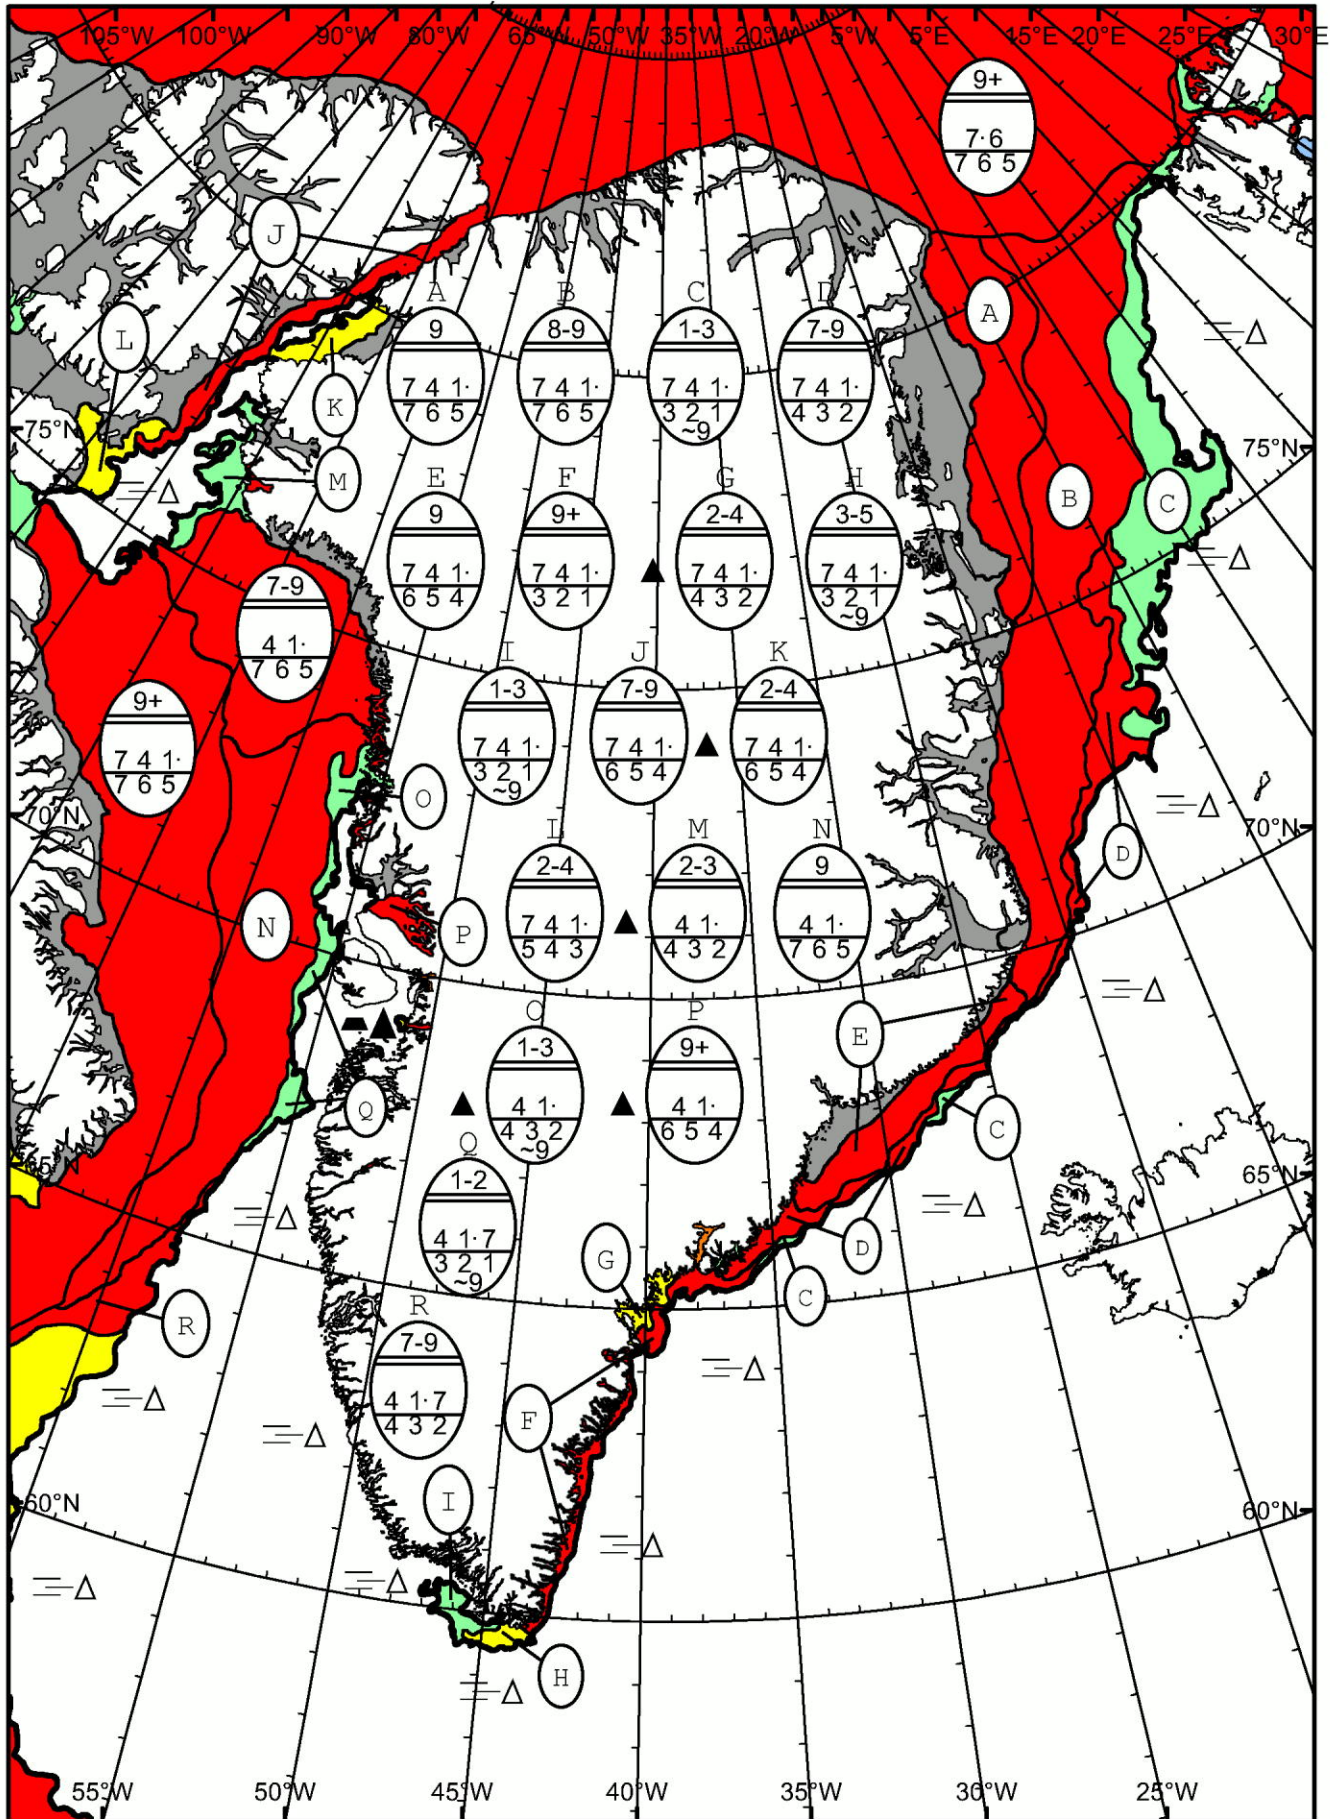 105°W 100°W 90°W 80°W 65°W 50°W 35°W 20°W 5°W 5°E 15°E 20°E 25°E 30°E
9+
7· 6
7 6 5
J
A B C D
A
9 8-9 1-3 7-9
L
7 4 1· 7 4 1· 7 4 1· 7 4 1·
7 6 5 7 6 5 3 2 1 4 3 2
~9
K
75°N 75°N
M
E F G H
B C
9 9+ 2-4 3-5
7 4 1· 7 4 1· 7 4 1· 7 4 1·
6 5 4 3 2 1 4 3 2 3 2 1
~9
7-9
4 1·
7 6 5
I J K
9+
1-3 7-9 2-4
7 4 1· 7 4 1· 7 4 1· 7 4 1·
7 6 5 3 2 1 6 5 4 6 5 4
~9
O
70°N 70°N
L M N
D
2-4 2-3 9
7 4 1· 4 1· 4 1·
5 4 3 4 3 2 7 6 5
N P
O P
E
1-3 9+
4 1· 4 1·
4 3 2 6 5 4
~9
Q C
Q
65°N 65°N
1-2
4 1· 7
3 2 1
~9
G D
R C
R
7-9
4 1· 7
4 3 2
F
I
60°N 60°N
H
55°W 50°W 45°W 40°W 35°W 30°W 25°W